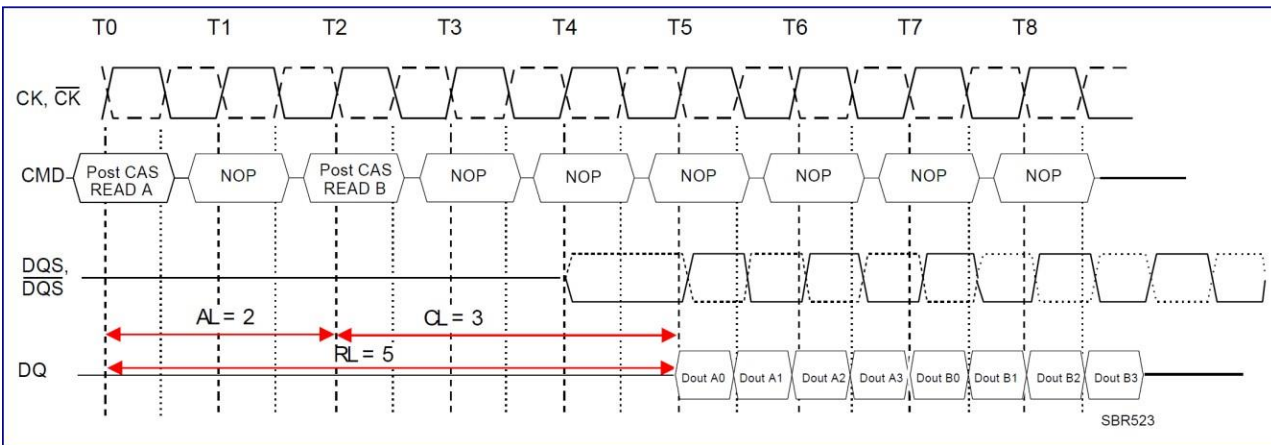 T0 T1 T2 T3 T4 T5 T6 T7 T8
CK, CK
CMD
Post CAS
READ A
NOP
Post CAS
READ B
NOP
NOP
NOP
NOP
NOP
NOP
DQS,
DQS
AL = 2
CL = 3
RL = 5
DQ
Dout A0 Dout A1 Dout A2 Dout A3 Dout B0 Dout B1 Dout B2 Dout B3
SBR523